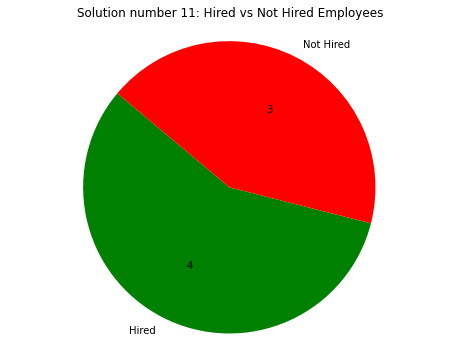 Solution number 11: Hired vs Not Hired Employees
Not Hired
3
4
Hired